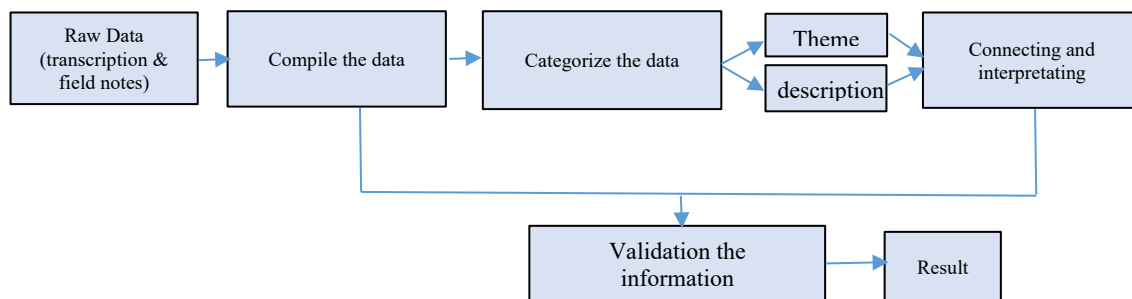 Raw Data
(transcription &
field notes)
Compile the data
Categorize the data
Theme
description
Connecting and
interpretating
Validation the
information
Result